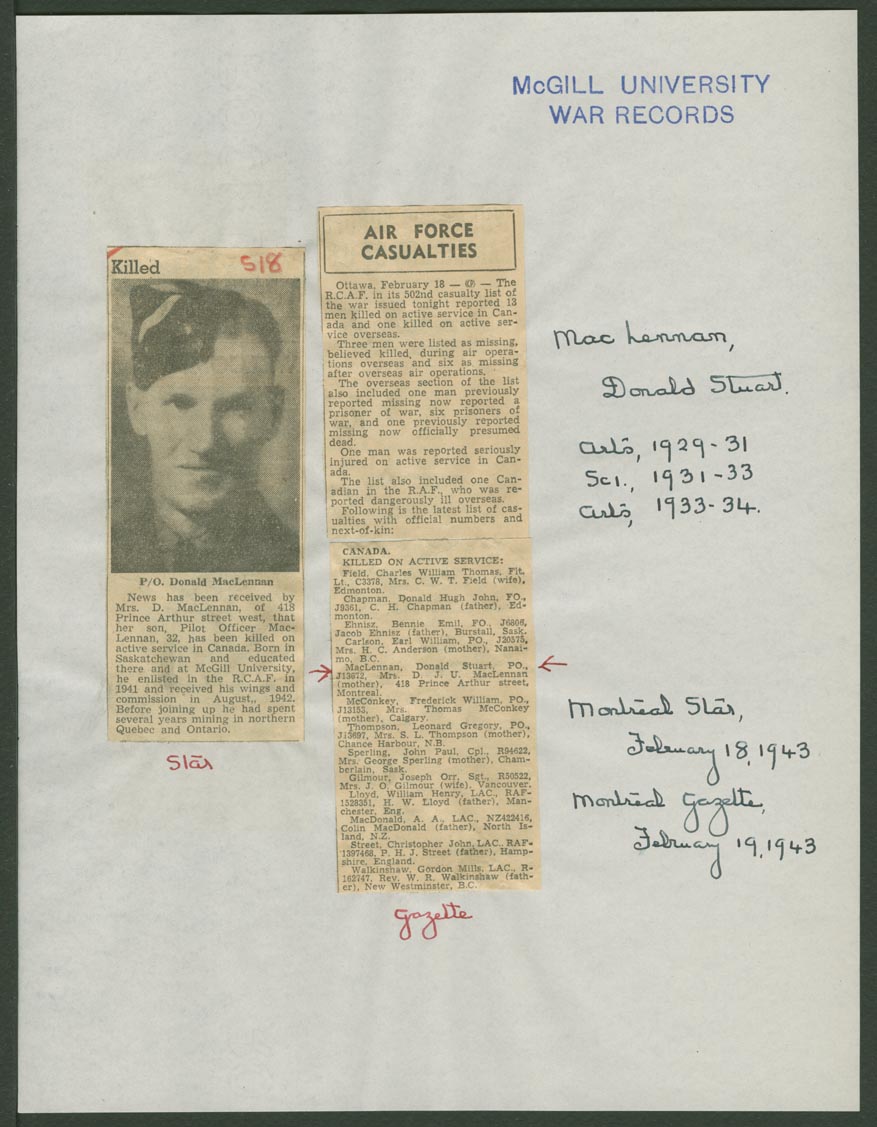 McGILL UNIVERSITY
WAR RECORDS
Killed
518
P/O. Donald MacLennan
News has been received by
Mrs. D. MacLennan, of 418
Prince Arthur street west, that
her son, Pilot Officer Mac-
Lennan, 32, has been killed on
active service in Canada. Born in
Saskatchewan and educated
there and at McGill University,
he enlisted in the R.C.A.F. in
1941 and received his wings and
commission in August,, 1942.
Before joining up he had spent
several years mining in northern
Quebec and Ontario.
Star
AIR FORCE
CASUALTIES
Ottawa, February 18 — (P) — The
R.C.A.F. in its 502nd casualty list of
the war issued tonight reported 13
men killed on active service in Can-
ada and one killed on active ser-
vice overseas.
Three men were listed as missing,
believed killed, during air opera-
tions overseas and six as missing
after overseas air operations.
The overseas section of the list
also included one man previously
reported missing now reported a
prisoner of war, six prisoners of
war, and one previously reported
missing now officially presumed
dead.
One man was reported seriously
injured on active service in Can-
ada.
The list also included one Can-
adian in the R.A.F., who was re-
ported dangerously ill overseas.
Following is the latest list of cas-
ualties with official numbers and
next-of-kin:
CANADA.
KILLED ON ACTIVE SERVICE:
Field, Charles William Thomas, Flt.
Lt., C3378, Mrs. C. W. T. Field (wife),
Edmonton.
Chapman, Donald Hugh John, FO.,
J9361, C. H. Chapman (father), Ed-
monton.
Ehnisz, Bennie Emil, FO., J6806,
Jacob Ehnisz (father), Burstall, Sask.
Carlson, Earl William, PO., J20575,
Mrs. H. C. Anderson (mother), Nanai-
mo, B.C.
MacLennan, Donald Stuart, PO.,
J13672, Mrs. D. J. U. MacLennan
(mother), 418 Prince Arthur street,
Montreal.
McConkey, Frederick William, PO.,
J13153, Mrs. Thomas McConkey
(mother), Calgary.
Thompson, Leonard Gregory, PO.,
J13697, Mrs. S. L. Thompson (mother),
Chance Harbour, N.B.
Sperling, John Paul, Cpl., R94622,
Mrs. George Sperling (mother), Cham-
berlain, Sask.
Gilmour, Joseph Orr, Sgt., R50522,
Mrs. J. O. Gilmour (wife), Vancouver.
Lloyd, William Henry, LAC., RAF-
1528351, H. W. Lloyd (father), Man-
chester, Eng.
MacDonald, A. A., LAC., NZ422416,
Colin MacDonald (father), North Is-
land, N.Z.
Street, Christopher John, LAC., RAF-
1397468, P. H. J. Street (father), Hamp-
shire, England.
Walkinshaw, Gordon Mills, LAC., R-
162747, Rev. W. R. Walkinshaw (fath-
er), New Westminster, B.C.
Gazette
MacLennan,
Donald Stuart.
Arts, 1929-31
Sci., 1931-33
Arts, 1933-34.
Montreal Star,
February 18, 1943
Montreal Gazette,
February 19, 1943